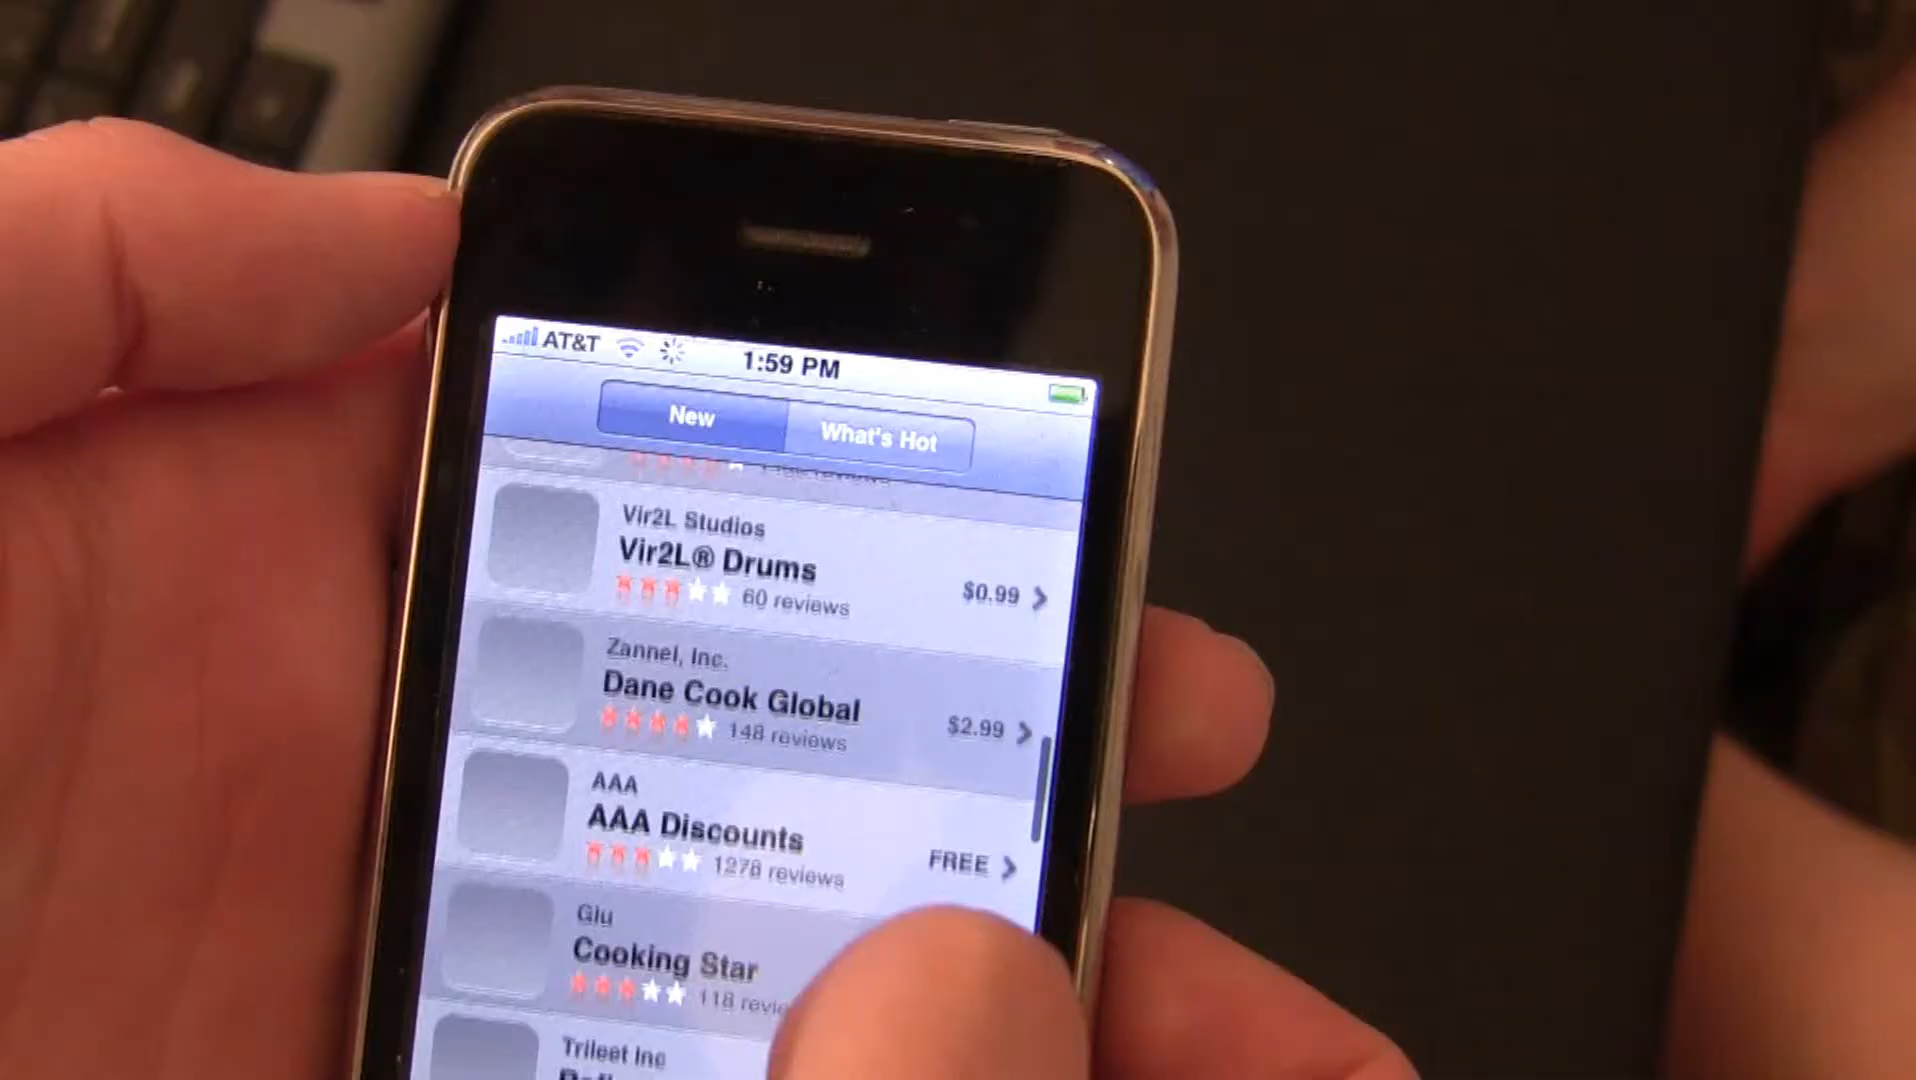 AT&T 1:59 PM
New What's Hot
reviews
Vir2L Studios
Vir2L® Drums
60 reviews $0.99
Zannel, Inc.
Dane Cook Global
148 reviews $2.99
AAA
AAA Discounts
1278 reviews FREE
Glu
Cooking Star
118
Trileet Inc